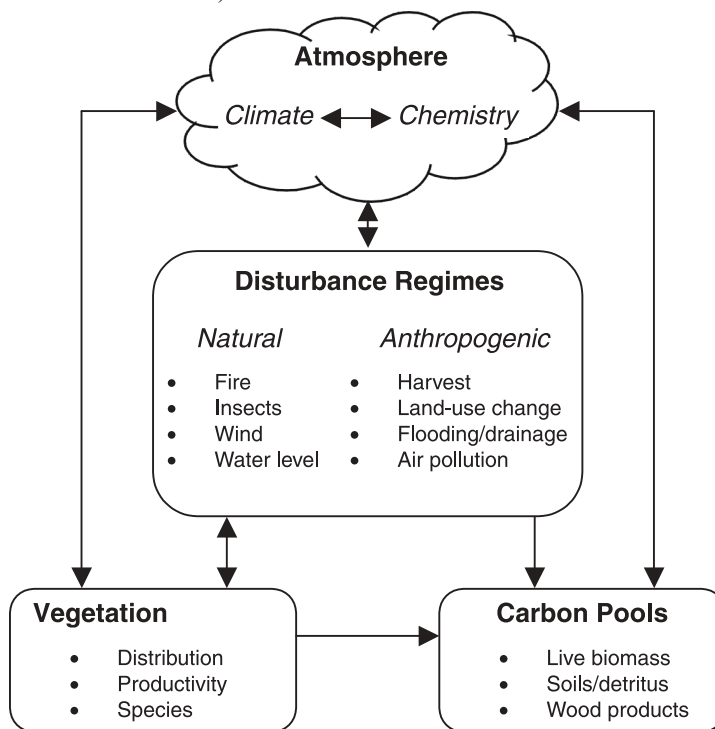 Atmosphere
Climate Chemistry
Disturbance Regimes
Natural Anthropogenic
• Fire • Harvest
• Insects • Land-use change
• Wind • Flooding/drainage
• Water level • Air pollution
Vegetation
• Distribution
• Productivity
• Species
Carbon Pools
• Live biomass
• Soils/detritus
• Wood products